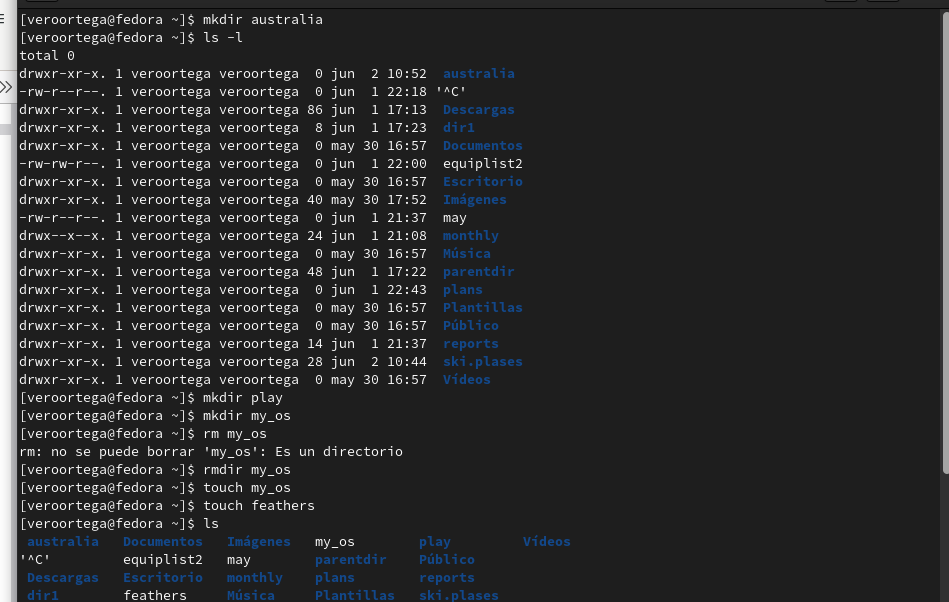 [veroortega@fedora ~]$ mkdir australia
[veroortega@fedora ~]$ ls -l
total 0
drwxr-xr-x. 1 veroortega veroortega  0 jun  2 10:52  australia
-rw-r--r--. 1 veroortega veroortega  0 jun  1 22:18 '^C'
drwxr-xr-x. 1 veroortega veroortega 86 jun  1 17:13  Descargas
drwxr-xr-x. 1 veroortega veroortega  8 jun  1 17:23  dir1
drwxr-xr-x. 1 veroortega veroortega  0 may 30 16:57  Documentos
-rw-rw-r--. 1 veroortega veroortega  0 jun  1 22:00  equiplist2
drwxr-xr-x. 1 veroortega veroortega  0 may 30 16:57  Escritorio
drwxr-xr-x. 1 veroortega veroortega 40 may 30 17:52  Imágenes
-rw-r--r--. 1 veroortega veroortega  0 jun  1 21:37  may
drwx--x--x. 1 veroortega veroortega 24 jun  1 21:08  monthly
drwxr-xr-x. 1 veroortega veroortega  0 may 30 16:57  Música
drwxr-xr-x. 1 veroortega veroortega 48 jun  1 17:22  parentdir
drwxr-xr-x. 1 veroortega veroortega  0 jun  1 22:43  plans
drwxr-xr-x. 1 veroortega veroortega  0 may 30 16:57  Plantillas
drwxr-xr-x. 1 veroortega veroortega  0 may 30 16:57  Público
drwxr-xr-x. 1 veroortega veroortega 14 jun  1 21:37  reports
drwxr-xr-x. 1 veroortega veroortega 28 jun  2 10:44  ski.plases
drwxr-xr-x. 1 veroortega veroortega  0 may 30 16:57  Vídeos
[veroortega@fedora ~]$ mkdir play
[veroortega@fedora ~]$ mkdir my_os
[veroortega@fedora ~]$ rm my_os
rm: no se puede borrar 'my_os': Es un directorio
[veroortega@fedora ~]$ rmdir my_os
[veroortega@fedora ~]$ touch my_os
[veroortega@fedora ~]$ touch feathers
[veroortega@fedora ~]$ ls
 australia   Documentos   Imágenes   my_os        play         Vídeos
'^C'         equiplist2   may        parentdir    Público
 Descargas   Escritorio   monthly    plans        reports
 dir1        feathers     Música     Plantillas   ski.plases